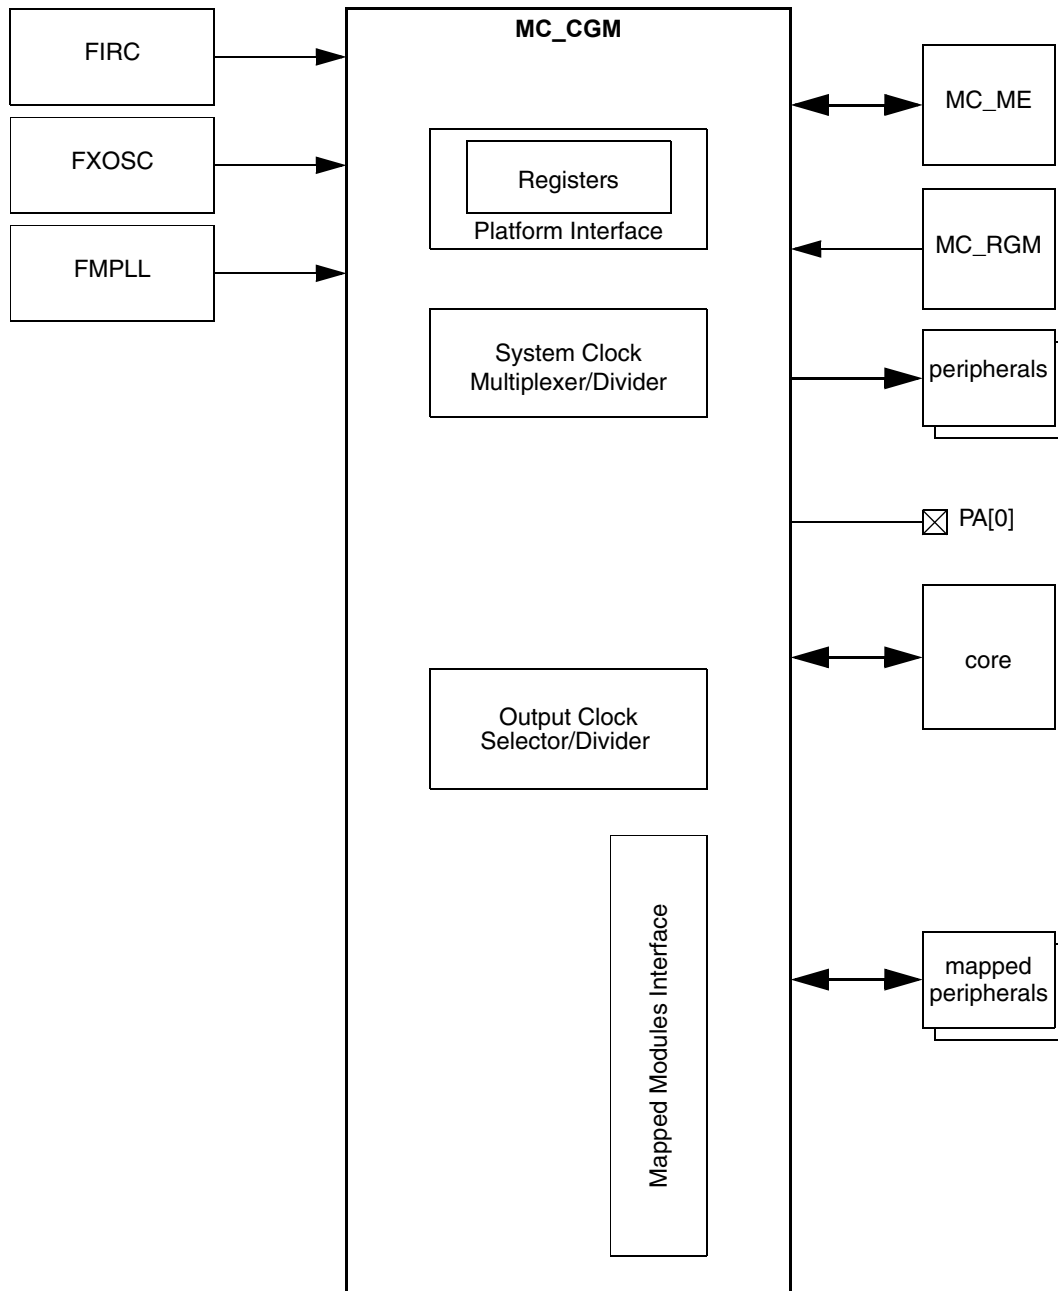 MC_CGM
FIRC
FXOSC
FMPLL
Registers
Platform Interface
System Clock
Multiplexer/Divider
Output Clock
Selector/Divider
Mapped Modules Interface
MC_ME
MC_RGM
peripherals
PA[0]
core
mapped
peripherals